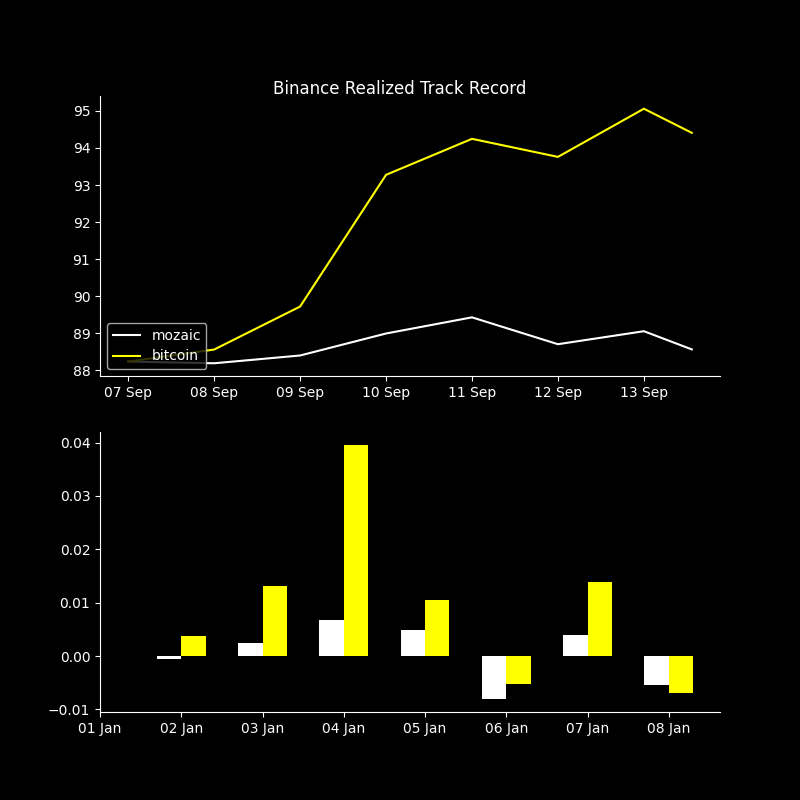 Binance Realized Track Record
95
94
93
92
91
90
89
88
mozaic
bitcoin
07 Sep 08 Sep 09 Sep 10 Sep 11 Sep 12 Sep 13 Sep
0.04
0.03
0.02
0.01
0.00
−0.01
01 Jan 02 Jan 03 Jan 04 Jan 05 Jan 06 Jan 07 Jan 08 Jan